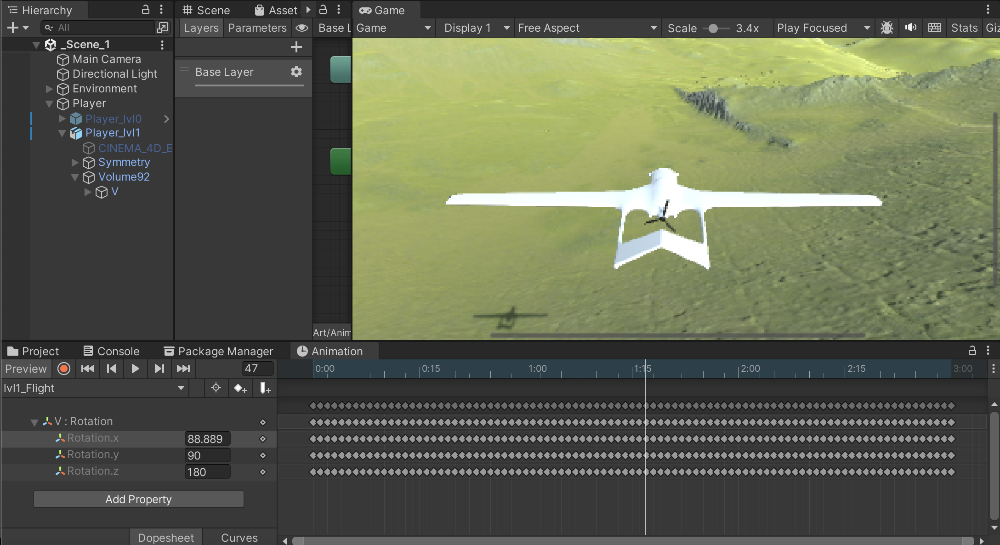 Hierarchy
All
_Scene_1
Main Camera
Directional Light
Environment
Player
Player_lvl0
Player_lvl1
CINEMA_4D_E
Symmetry
Volume92
V
Scene
Asset
Layers
Parameters
Base L
Base Layer
Art/Anim
Game
Game
Display 1
Free Aspect
Scale
3.4x
Play Focused
Stats
Giz
Project
Console
Package Manager
Animation
Preview
47
0:00
0:15
1:00
1:15
2:00
2:15
3:00
lvl1_Flight
V : Rotation
Rotation.x
88.889
Rotation.y
90
Rotation.z
180
Add Property
Dopesheet
Curves